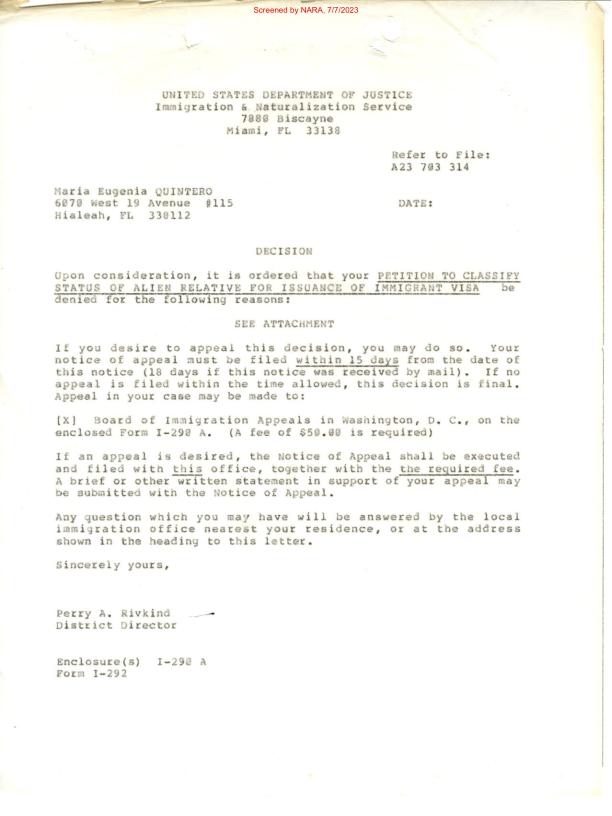 Screened by NARA, 7/7/2023
UNITED STATES DEPARTMENT OF JUSTICE
Immigration & Naturalization Service
7880 Biscayne
Miami, FL 33138
Refer to File:
A23 703 314
Maria Eugenia QUINTERO
6070 West 19 Avenue #115
DATE:
Hialeah, FL 330112
DECISION
Upon consideration, it is ordered that your PETITION TO CLASSIFY
STATUS OF ALIEN RELATIVE FOR ISSUANCE OF IMMIGRANT VISA be
denied for the following reasons:
SEE ATTACHMENT
If you desire to appeal this decision, you may do so. Your
notice of appeal must be filed within 15 days from the date of
this notice (18 days if this notice was received by mail). If no
appeal is filed within the time allowed, this decision is final.
Appeal in your case may be made to:
[X] Board of Immigration Appeals in Washington, D. C., on the
enclosed Form I-290 A. (A fee of $50.00 is required)
If an appeal is desired, the Notice of Appeal shall be executed
and filed with this office, together with the the required fee.
A brief or other written statement in support of your appeal may
be submitted with the Notice of Appeal.
Any question which you may have will be answered by the local
immigration office nearest your residence, or at the address
shown in the heading to this letter.
Sincerely yours,
Perry A. Rivkind
District Director
Enclosure(s) I-290 A
Form I-292